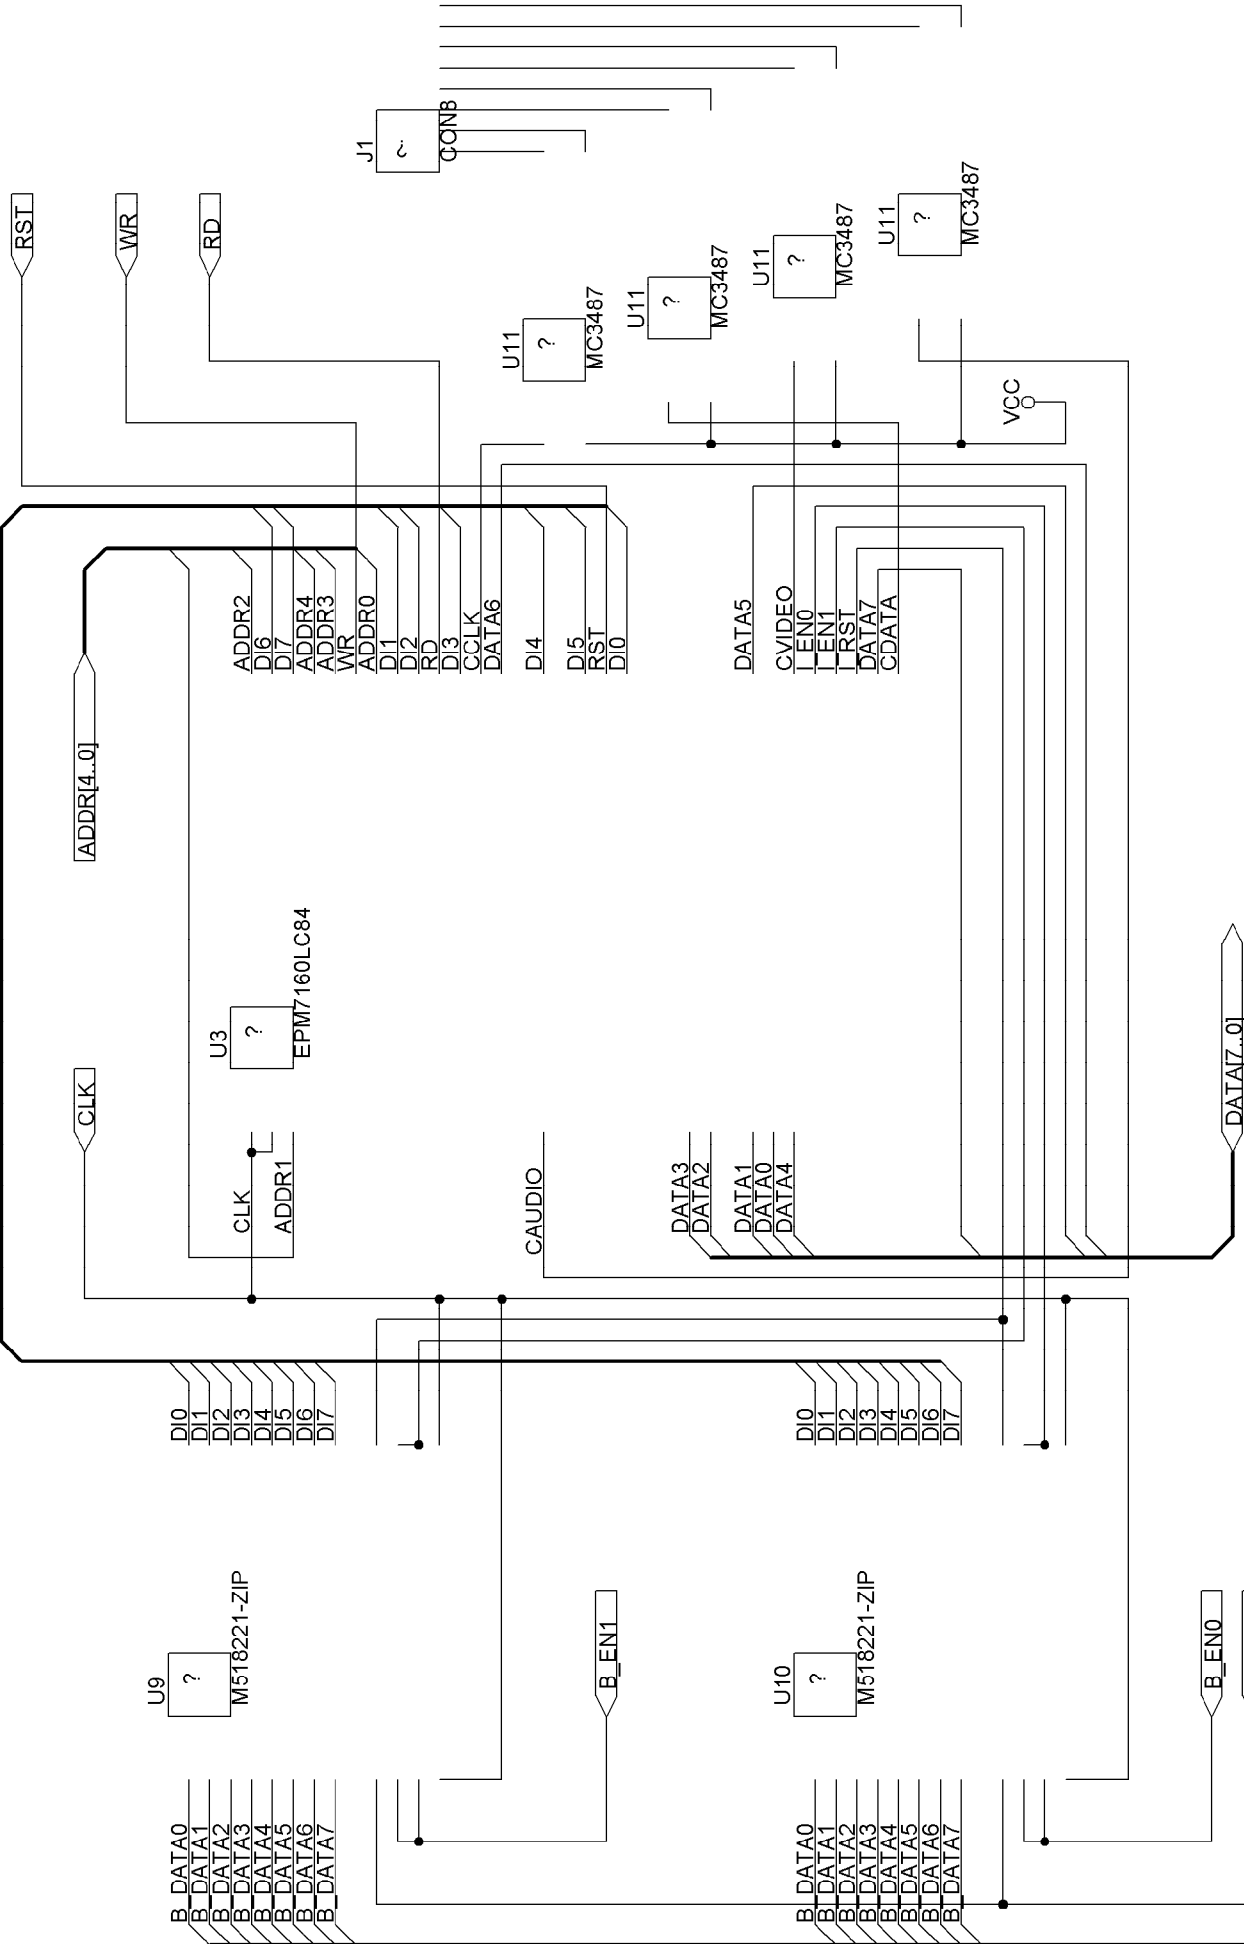 RST
WR
RD
J1
¿
CON8
U11
?
MC3487
U11
?
MC3487
U11
?
MC3487
U11
?
MC3487
VCC
ADDR[4..0]
ADDR2
DI6
DI7
ADDR4
ADDR3
WR
ADDR0
DI1
DI2
RD
DI3
CCLK
DATA6
DI4
DI5
RST
DI0
DATA5
CVIDEO
I_EN0
I_EN1
I_RST
DATA7
CDATA
U3
?
EPM7160LC84
CLK
CLK
ADDR1
CAUDIO
DATA3
DATA2
DATA1
DATA0
DATA4
DATA[7..0]
DI0
DI1
DI2
DI3
DI4
DI5
DI6
DI7
DI0
DI1
DI2
DI3
DI4
DI5
DI6
DI7
U9
?
M518221-ZIP
B_EN1
U10
?
M518221-ZIP
B_EN0
B_DATA0
B_DATA1
B_DATA2
B_DATA3
B_DATA4
B_DATA5
B_DATA6
B_DATA7
B_DATA0
B_DATA1
B_DATA2
B_DATA3
B_DATA4
B_DATA5
B_DATA6
B_DATA7